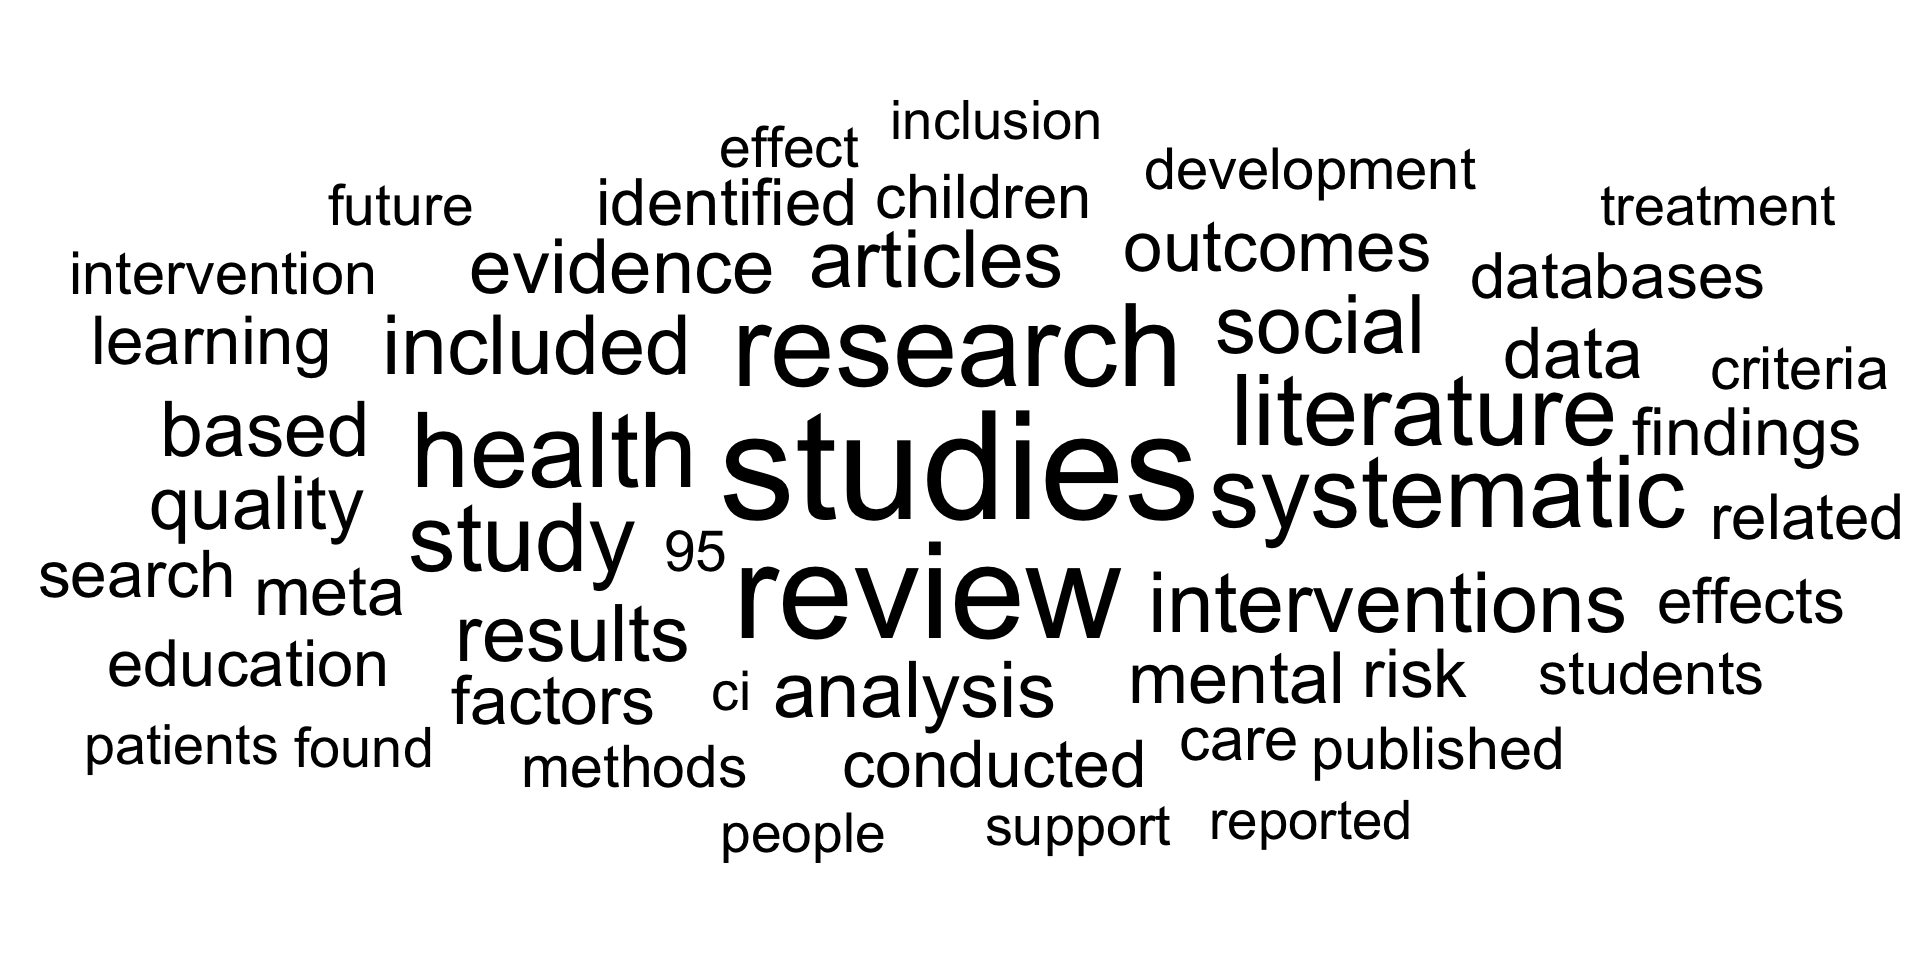 inclusion
effect
development
future identified children treatment
intervention evidence articles outcomes databases
learning included research social data criteria
based health studies literature findings
quality study 95 systematic related
search meta review interventions effects
education results mental risk students
factors ci analysis
patients found methods conducted care published
people support reported